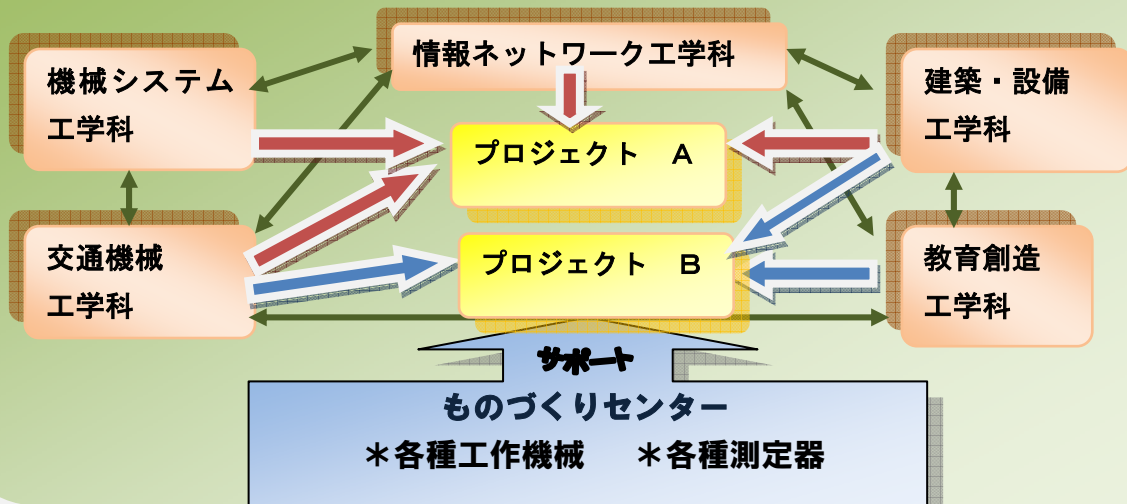 情報ネットワーク工学科
機械システム
工学科
建築・設備
工学科
プロジェクト　A
交通機械
工学科
プロジェクト　B
教育創造
工学科
サポート
ものづくりセンター
＊各種工作機械　＊各種測定器